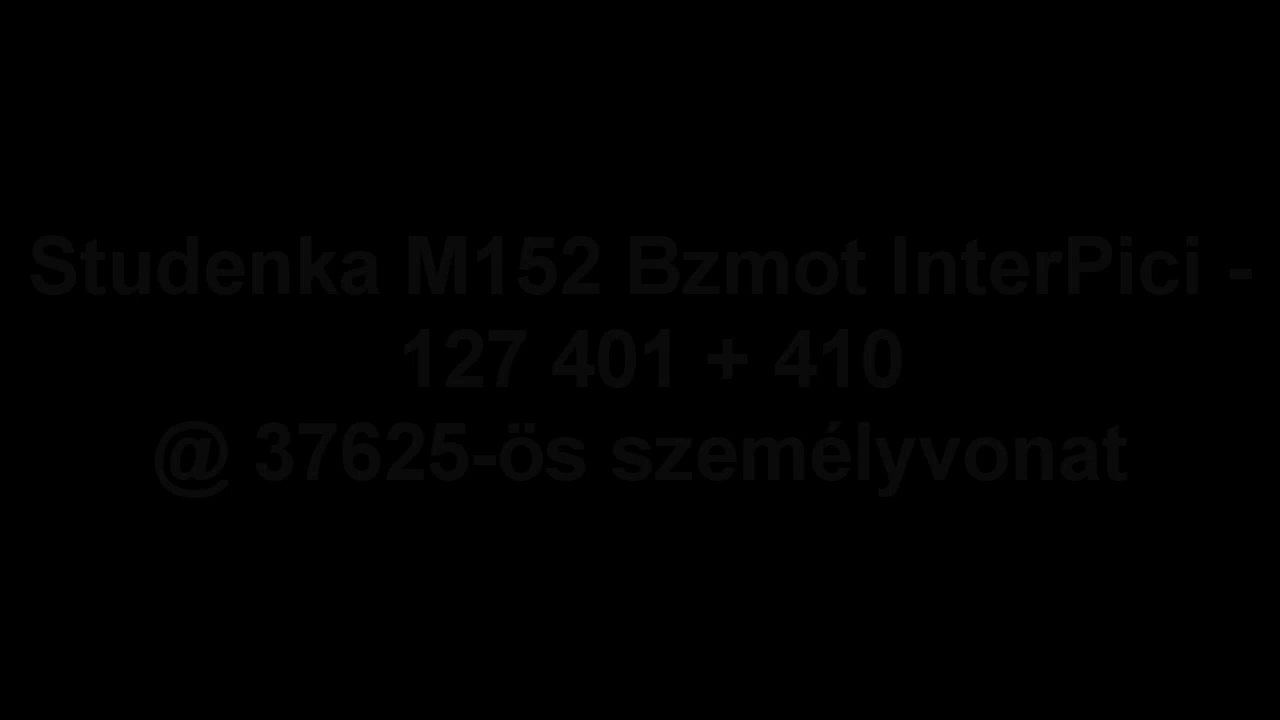 Studenka M152 Bzmot InterPici -
127 401 + 410
@ 37625-ös személyvonat